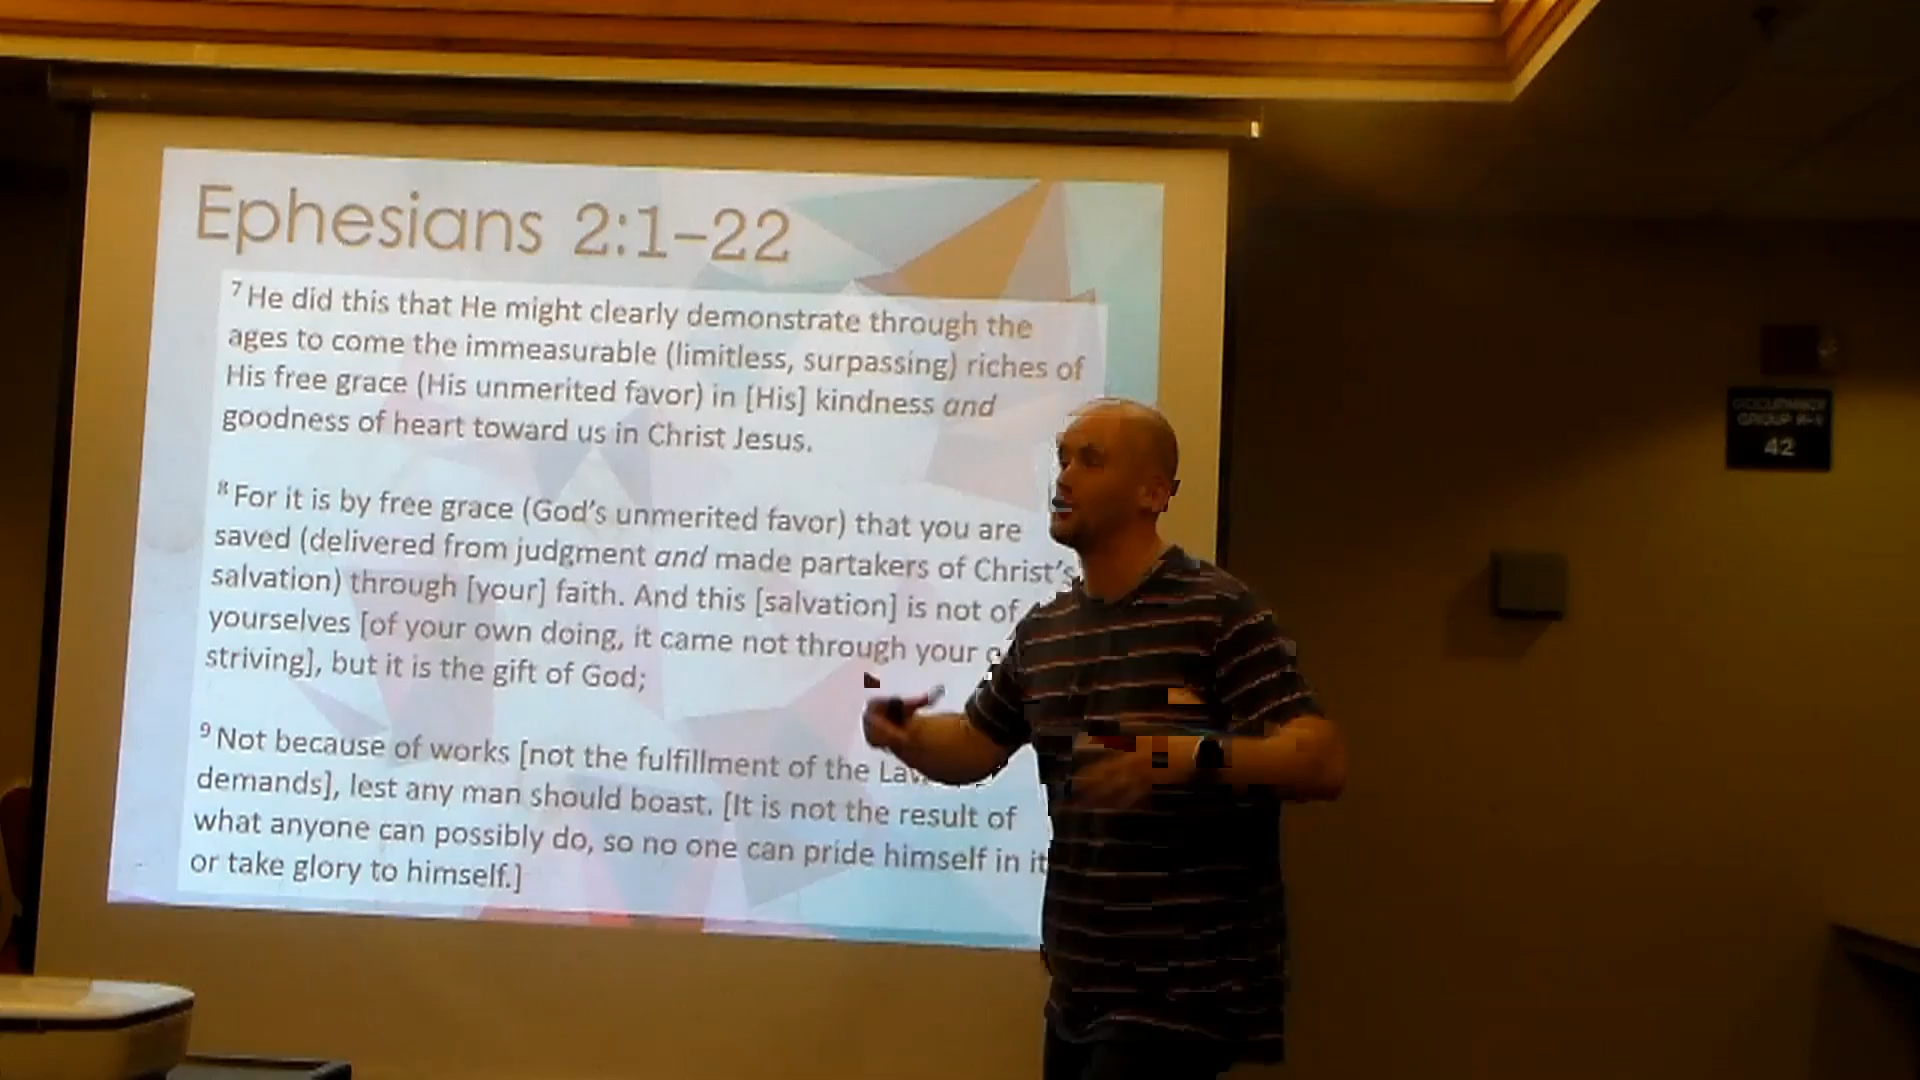 Ephesians 2:1–22
7 He did this that He might clearly demonstrate through the
ages to come the immeasurable (limitless, surpassing) riches of
His free grace (His unmerited favor) in [His] kindness and
goodness of heart toward us in Christ Jesus.
8 For it is by free grace (God's unmerited favor) that you are
saved (delivered from judgment and made partakers of Christ's
salvation) through [your] faith. And this [salvation] is not of
yourselves [of your own doing, it came not through your
striving], but it is the gift of God;
9 Not because of works [not the fulfillment of the
demands], lest any man should boast. [It is not the result of
what anyone can possibly do, so no one can pride himself in it
or take glory to himself.]
OCCUPANCY
GROUP
42